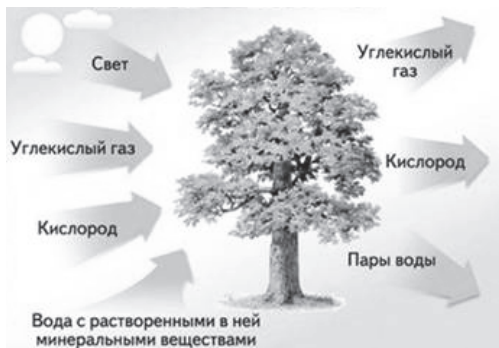 Свет
Углекислый газ
Кислород
Вода с растворенными в ней
минеральными веществами
Углекислый
газ
Кислород
Пары воды